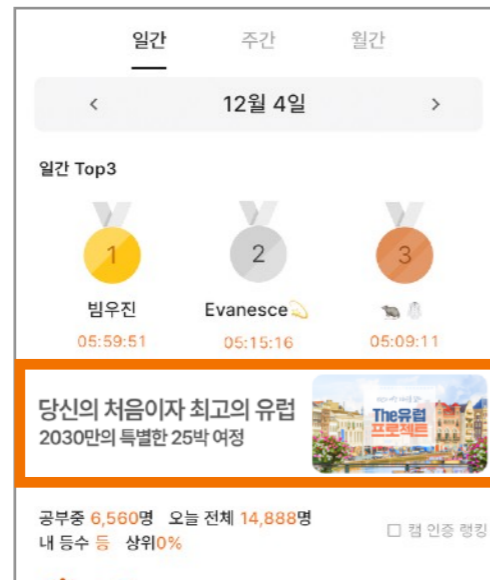 일간 주간 월간
< 12월 4일 >
일간 Top3
1 2 3
빔우진 Evanesce💫 🦡 🥼
05:59:51 05:15:16 05:09:11
당신의 처음이자 최고의 유럽
2030만의 특별한 25박 여정
The유럽
프로젝트
공부중 6,560명 오늘 전체 14,888명
내 등수 등 상위0%
캠 인증 랭킹